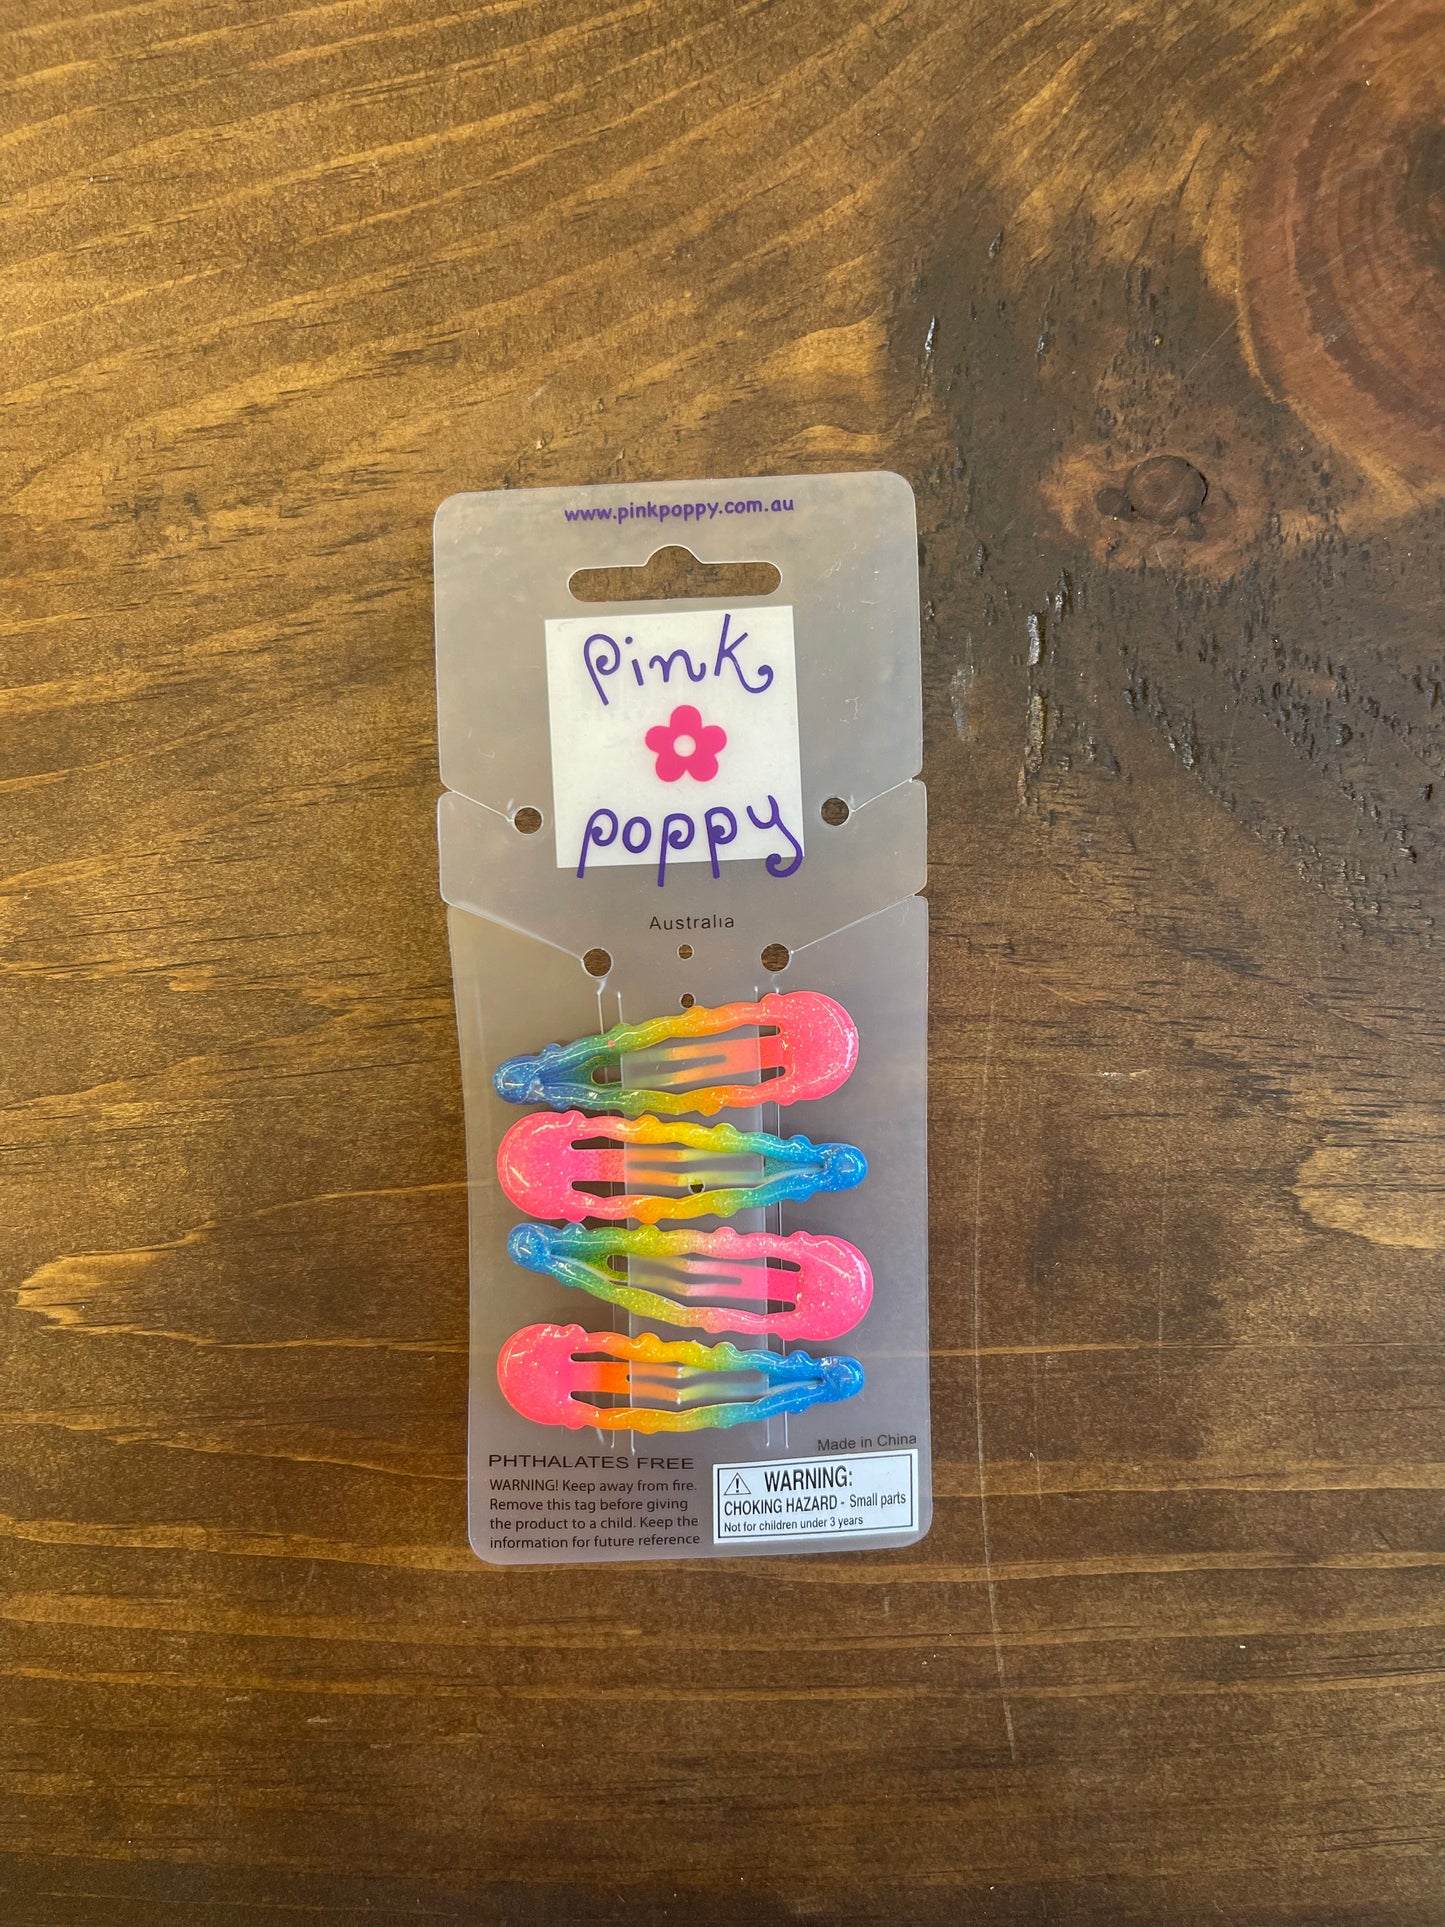 www.pinkpoppy.com.au
pink
poppy
Australia
Made in China
PHTHALATES FREE
WARNING! Keep away from fire.
Remove this tag before giving
the product to a child. Keep the
information for future reference
WARNING:
CHOKING HAZARD - Small parts
Not for children under 3 years